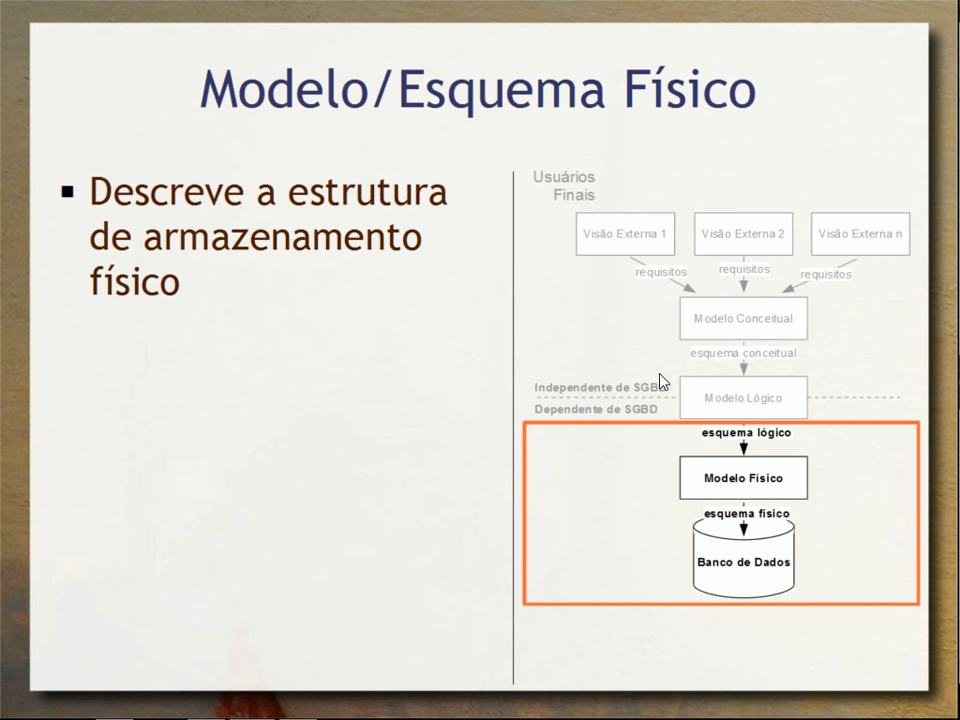 Modelo/Esquema Físico
▪ Descreve a estrutura
de armazenamento
físico
Usuários
Finais
Visão Externa 1
Visão Externa 2
Visão Externa n
requisitos
requisitos
requisitos
Modelo Conceitual
esquema conceitual
Independente de SGBD
Modelo Lógico
Dependente de SGBD
esquema lógico
Modelo Físico
esquema físico
Banco de Dados